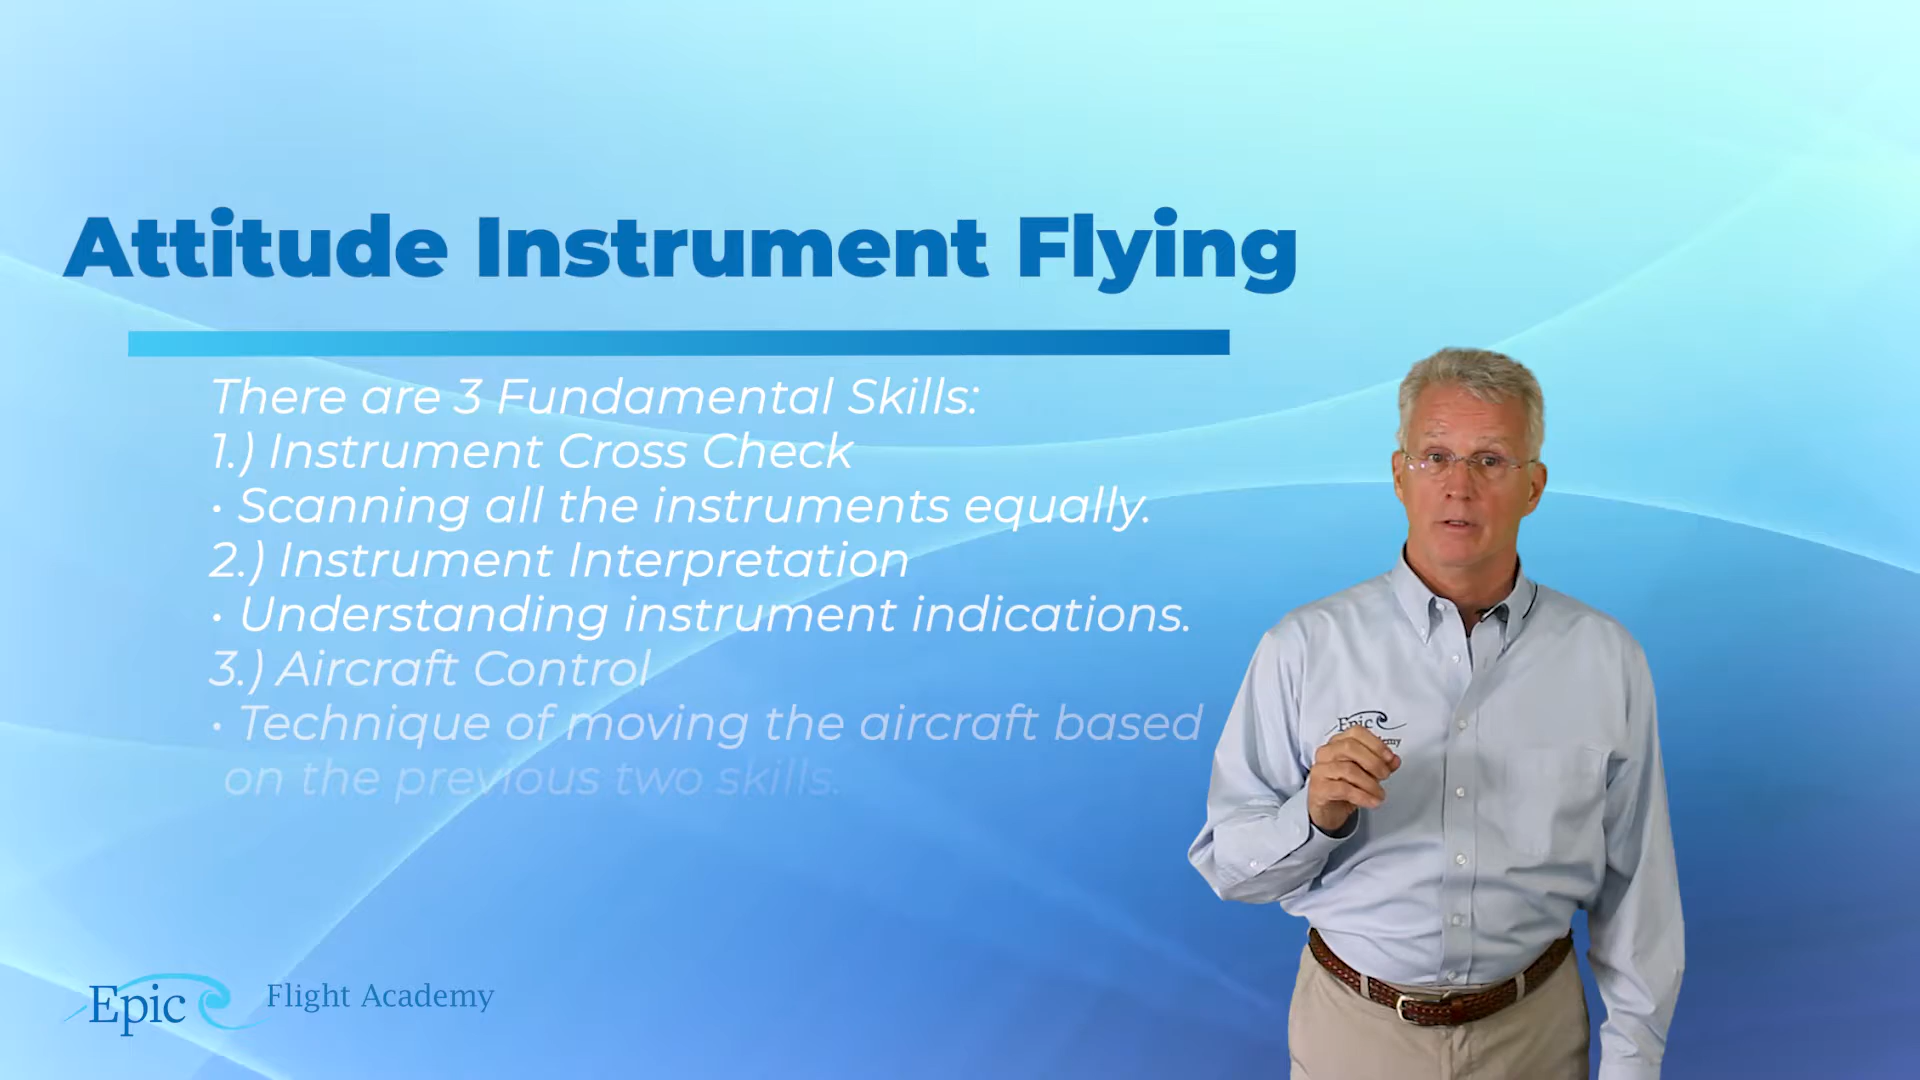 Attitude Instrument Flying
There are 3 Fundamental Skills:
1.) Instrument Cross Check
• Scanning all the instruments equally.
2.) Instrument Interpretation
• Understanding instrument indications.
3.) Aircraft Control
• Technique of moving the aircraft based
on the previous two skills.
Epic
Epic Flight Academy